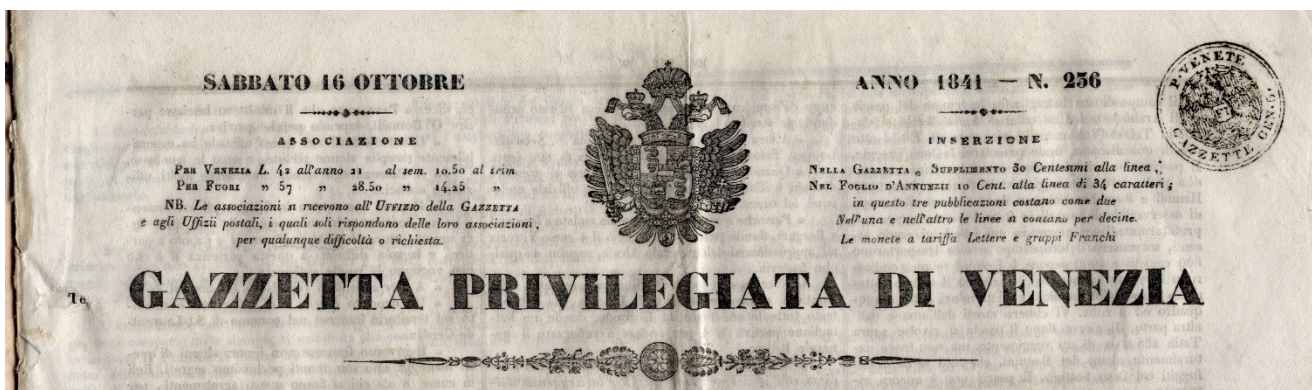 SABBATO 16 OTTOBRE
ASSOCIAZIONE
PER VENEZIA L. 42 all'anno 21 al sem. 10.50 al trim
PER FUORI " 57 " 28.50 " 14.25 "
NB. Le associazioni si ricevono all' UFFIZIO della GAZZETTA
e agli Uffizii postali, i quali soli rispondono delle loro associazioni,
per qualunque difficoltà o richiesta.
ANNO 1841 — N. 236
INSERZIONE
NELLA GAZZETTA e SUPPLIMENTO 30 Centesimi alla linea;
NEL FOGLIO D'ANNUNZII 10 Cent. alla linea di 34 caratteri;
in questo tre pubblicazioni costano come due
Nell'una e nell'altro le linee si contano per decine.
Le monete a tariffa Lettere e gruppi Franchi
P. VENETE
GAZZETTE
CEN. 9.
GAZZETTA PRIVILEGIATA DI VENEZIA